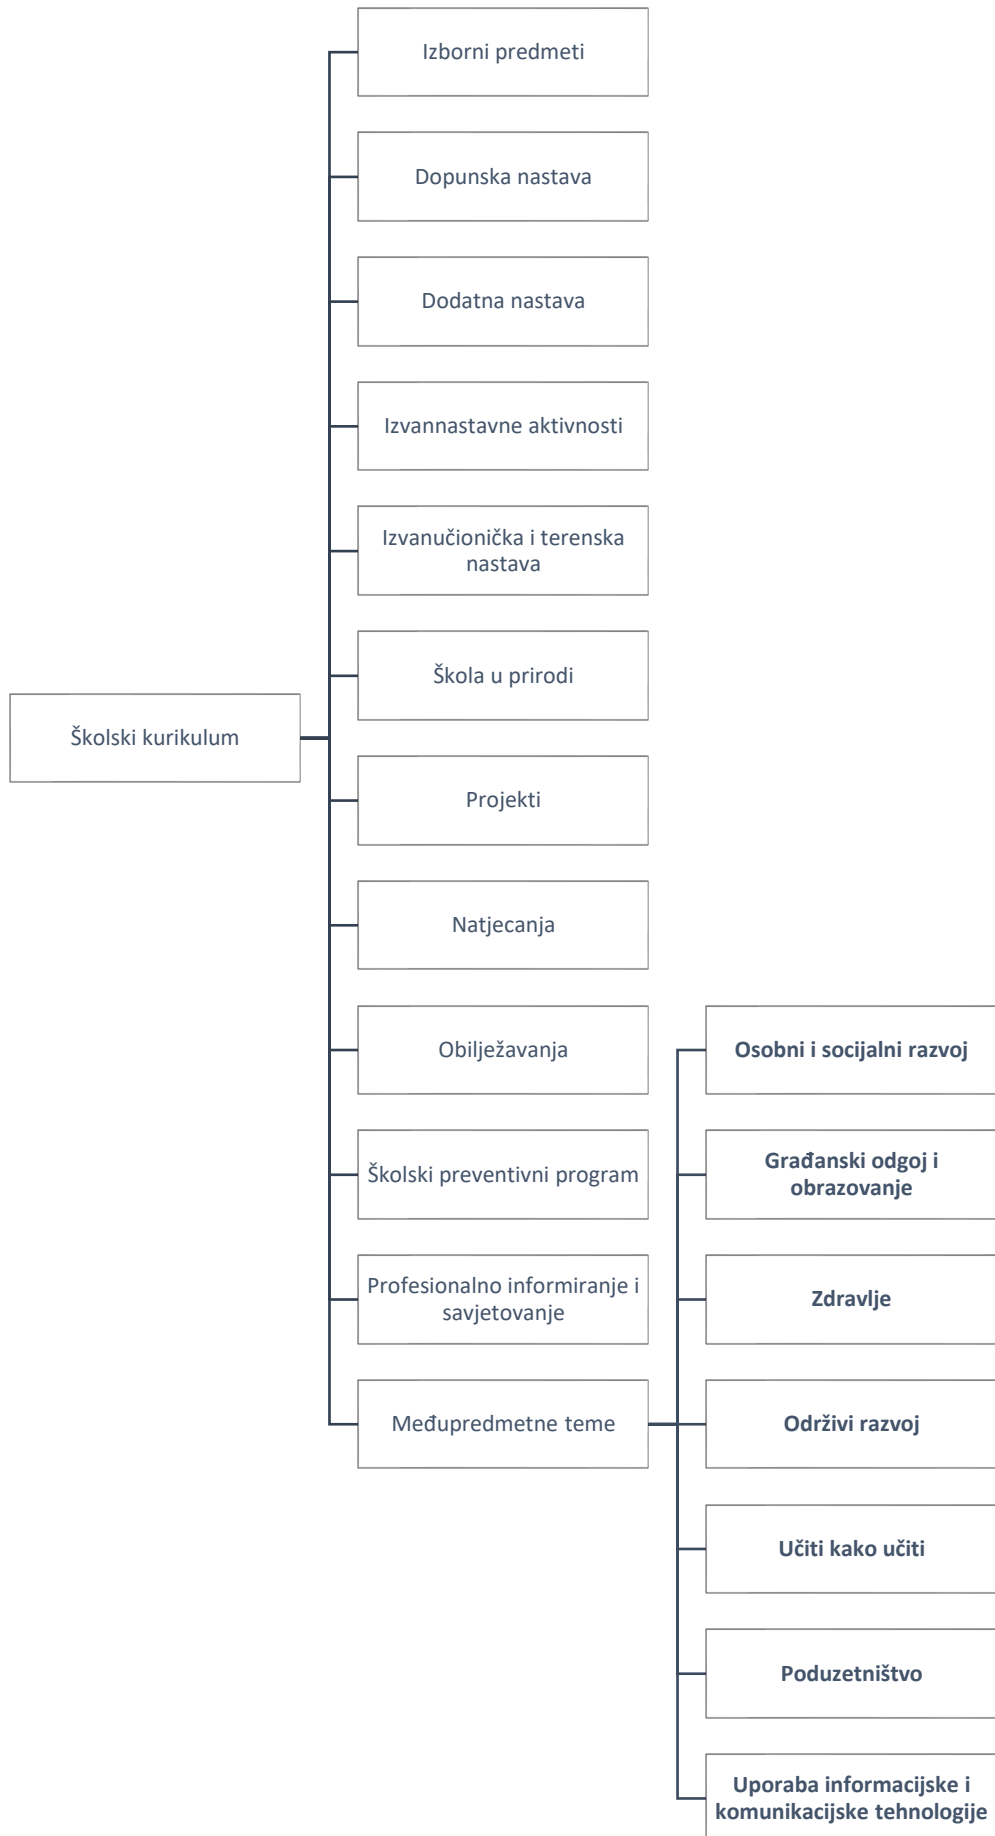 Izborni predmeti
Dopunska nastava
Dodatna nastava
Izvannastavne aktivnosti
Izvanučionička i terenska
nastava
Škola u prirodi
Školski kurikulum
Projekti
Natjecanja
Obilježavanja
Školski preventivni program
Profesionalno informiranje i
savjetovanje
Međupredmetne teme
Osobni i socijalni razvoj
Građanski odgoj i
obrazovanje
Zdravlje
Održivi razvoj
Učiti kako učiti
Poduzetništvo
Uporaba informacijske i
komunikacijske tehnologije